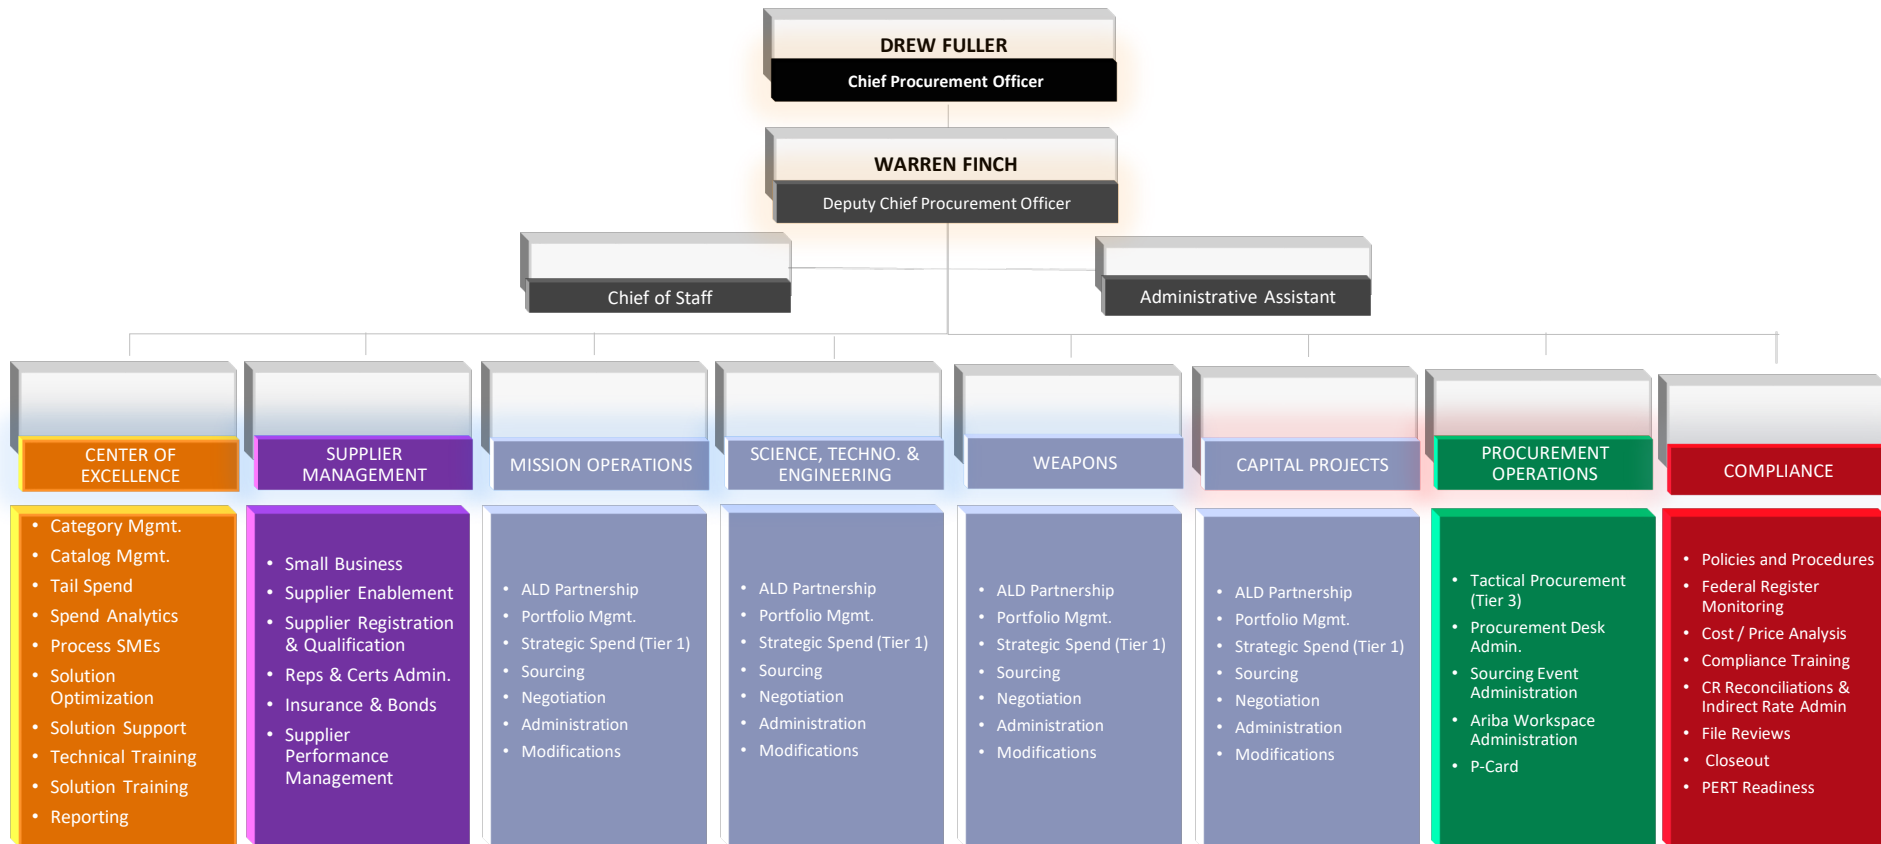 DREW FULLER
Chief Procurement Officer
WARREN FINCH
Deputy Chief Procurement Officer
Chief of Staff
Administrative Assistant
CENTER OF
EXCELLENCE
• Category Mgmt.
• Catalog Mgmt.
• Tail Spend
• Spend Analytics
• Process SMEs
• Solution
Optimization
• Solution Support
• Technical Training
• Solution Training
• Reporting
SUPPLIER
MANAGEMENT
• Small Business
• Supplier Enablement
• Supplier Registration
& Qualification
• Reps & Certs Admin.
• Insurance & Bonds
• Supplier
Performance
Management
MISSION OPERATIONS
• ALD Partnership
• Portfolio Mgmt.
• Strategic Spend (Tier 1)
• Sourcing
• Negotiation
• Administration
• Modifications
SCIENCE, TECHNO. &
ENGINEERING
• ALD Partnership
• Portfolio Mgmt.
• Strategic Spend (Tier 1)
• Sourcing
• Negotiation
• Administration
• Modifications
WEAPONS
• ALD Partnership
• Portfolio Mgmt.
• Strategic Spend (Tier 1)
• Sourcing
• Negotiation
• Administration
• Modifications
CAPITAL PROJECTS
• ALD Partnership
• Portfolio Mgmt.
• Strategic Spend (Tier 1)
• Sourcing
• Negotiation
• Administration
• Modifications
PROCUREMENT
OPERATIONS
• Tactical Procurement
(Tier 3)
• Procurement Desk
Admin.
• Sourcing Event
Administration
• Ariba Workspace
Administration
• P-Card
COMPLIANCE
• Policies and Procedures
• Federal Register
Monitoring
• Cost / Price Analysis
• Compliance Training
• CR Reconciliations &
Indirect Rate Admin
• File Reviews
• Closeout
• PERT Readiness